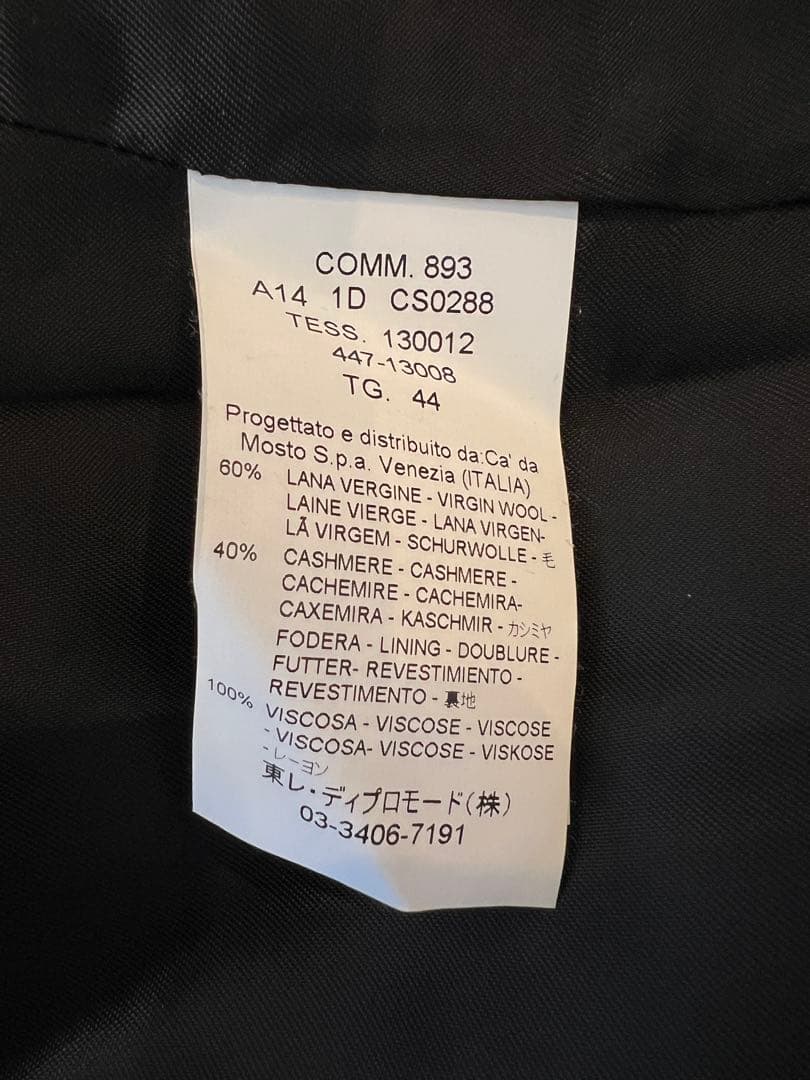 COMM. 893
A14 1D CS0288
TESS. 130012
447-13008
TG. 44
Progettato e distribuito da:Ca' da
Mosto S.p.a. Venezia (ITALIA)
60% LANA VERGINE - VIRGIN WOOL -
LAINE VIERGE - LANA VIRGEN-
LÃ VIRGEM - SCHURWOLLE - 毛
40% CASHMERE - CASHMERE -
CACHEMIRE - CACHEMIRA-
CAXEMIRA - KASCHMIR - カシミヤ
FODERA - LINING - DOUBLURE -
FUTTER- REVESTIMIENTO -
REVESTIMENTO - 裏地
100% VISCOSA - VISCOSE - VISCOSE
- VISCOSA- VISCOSE - VISKOSE
- レーヨン
東レ・ディプロモード(株)
03-3406-7191